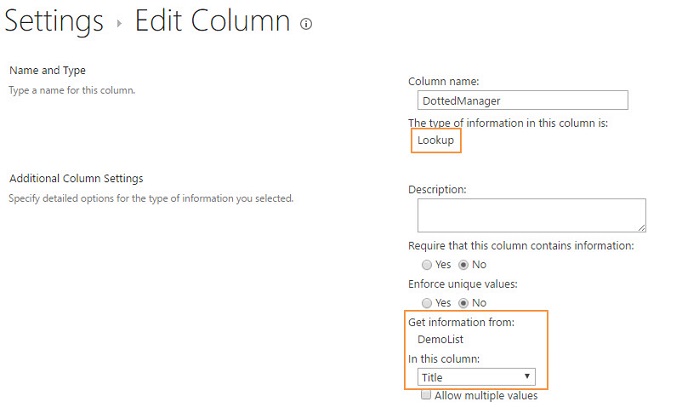 Settings › Edit Column
Name and Type
Type a name for this column.
Column name:
DottedManager
The type of information in this column is:
Lookup
Additional Column Settings
Specify detailed options for the type of information you selected.
Description:
Require that this column contains information:
Yes No
Enforce unique values:
Yes No
Get information from:
DemoList
In this column:
Title
Allow multiple values